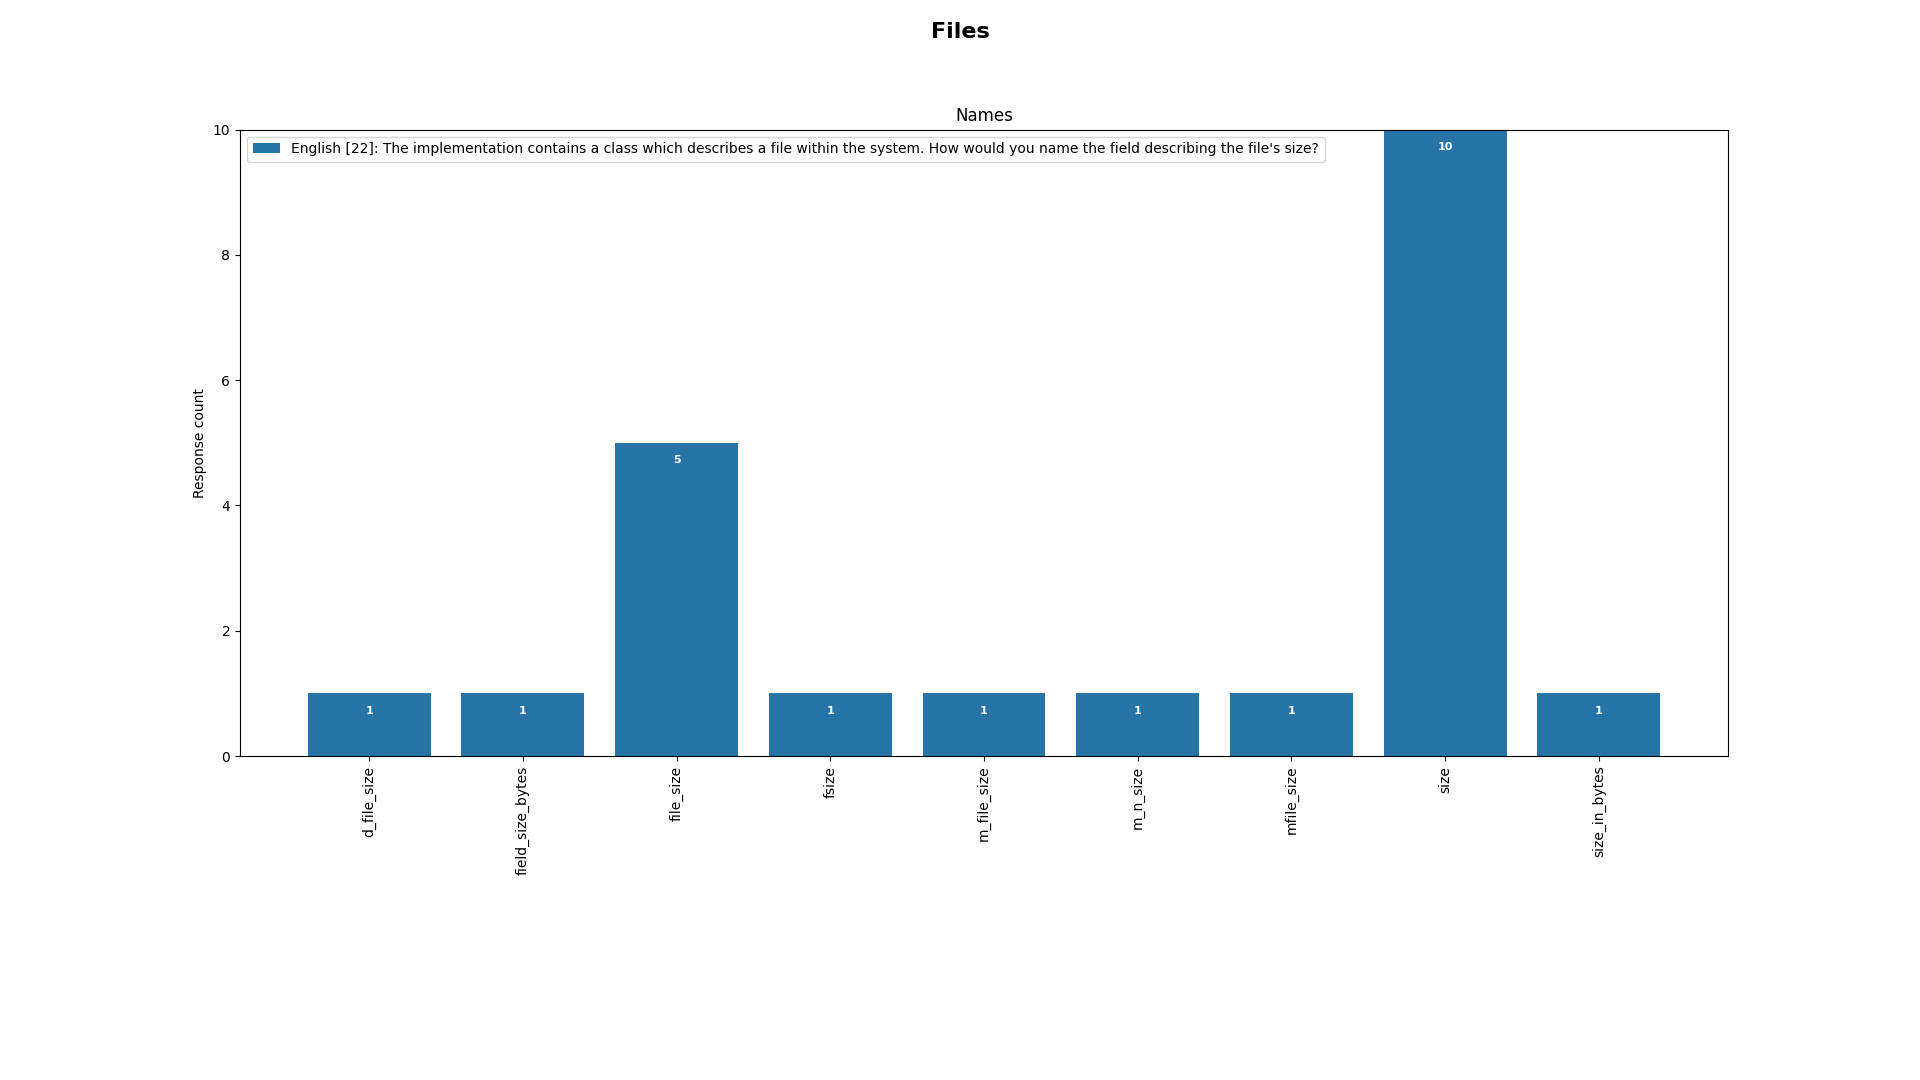 Files
Names
English [22]: The implementation contains a class which describes a file within the system. How would you name the field describing the file's size?
Response count
10
8
6
4
2
0
1
1
5
1
1
1
1
10
1
d_file_size
field_size_bytes
file_size
fsize
m_file_size
m_n_size
mfile_size
size
size_in_bytes